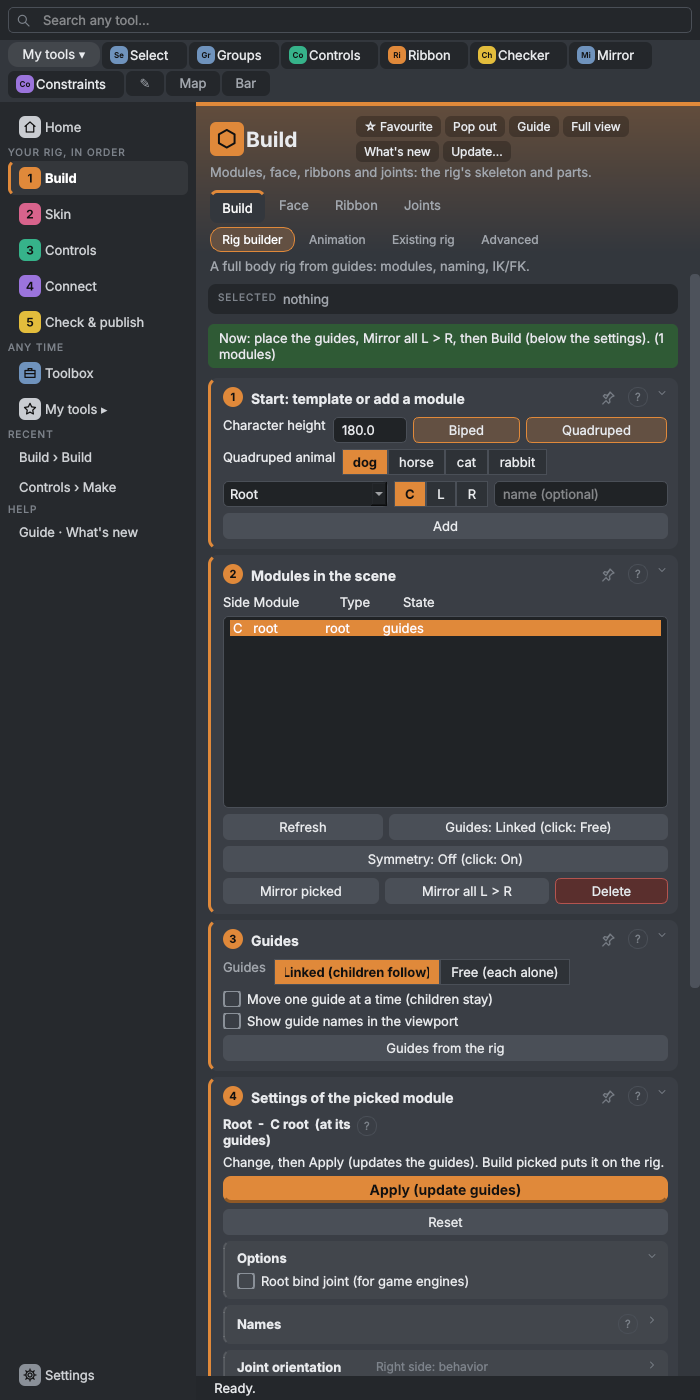 Search any tool...
My tools ▾ Se Select Gr Groups Co Controls Ri Ribbon Ch Checker Mi Mirror
Co Constraints ✎ Map Bar
Home
YOUR RIG, IN ORDER
1 Build
2 Skin
3 Controls
4 Connect
5 Check & publish
ANY TIME
Toolbox
My tools ▸
RECENT
Build › Build
Controls › Make
HELP
Guide · What's new
Settings
Build
☆ Favourite Pop out Guide Full view
What's new Update...
Modules, face, ribbons and joints: the rig's skeleton and parts.
Build Face Ribbon Joints
Rig builder Animation Existing rig Advanced
A full body rig from guides: modules, naming, IK/FK.
SELECTED nothing
Now: place the guides, Mirror all L > R, then Build (below the settings). (1
modules)
1 Start: template or add a module ?
Character height 180.0 Biped Quadruped
Quadruped animal dog horse cat rabbit
Root C L R name (optional)
Add
2 Modules in the scene ?
Side Module Type State
C root root guides
Refresh Guides: Linked (click: Free)
Symmetry: Off (click: On)
Mirror picked Mirror all L > R Delete
3 Guides ?
Guides Linked (children follow) Free (each alone)
Move one guide at a time (children stay)
Show guide names in the viewport
Guides from the rig
4 Settings of the picked module ?
Root - C root (at its ?
guides)
Change, then Apply (updates the guides). Build picked puts it on the rig.
Apply (update guides)
Reset
Options
Root bind joint (for game engines)
Names ?
Joint orientation Right side: behavior
Ready.